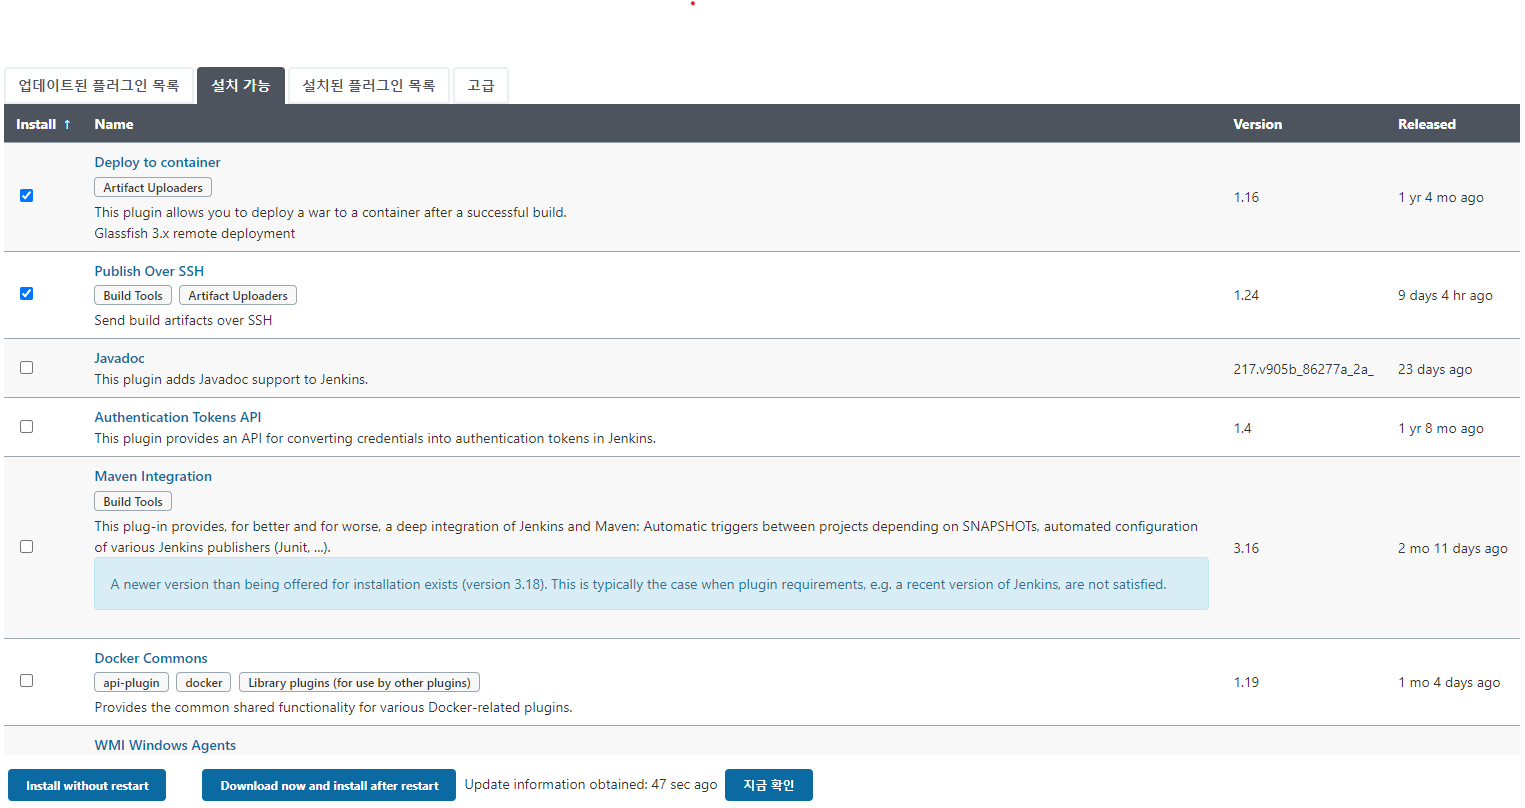 업데이트된 플러그인 목록 설치 가능 설치된 플러그인 목록 고급
Install ↑ Name Version Released
Deploy to container
Artifact Uploaders
This plugin allows you to deploy a war to a container after a successful build.
Glassfish 3.x remote deployment
1.16 1 yr 4 mo ago
Publish Over SSH
Build Tools Artifact Uploaders
Send build artifacts over SSH
1.24 9 days 4 hr ago
Javadoc
This plugin adds Javadoc support to Jenkins.
217.v905b_86277a_2a_ 23 days ago
Authentication Tokens API
This plugin provides an API for converting credentials into authentication tokens in Jenkins.
1.4 1 yr 8 mo ago
Maven Integration
Build Tools
This plug-in provides, for better and for worse, a deep integration of Jenkins and Maven: Automatic triggers between projects depending on SNAPSHOTs, automated configuration
of various Jenkins publishers (Junit, ...).
A newer version than being offered for installation exists (version 3.18). This is typically the case when plugin requirements, e.g. a recent version of Jenkins, are not satisfied.
3.16 2 mo 11 days ago
Docker Commons
api-plugin docker Library plugins (for use by other plugins)
Provides the common shared functionality for various Docker-related plugins.
1.19 1 mo 4 days ago
WMI Windows Agents
Install without restart Download now and install after restart Update information obtained: 47 sec ago 지금 확인